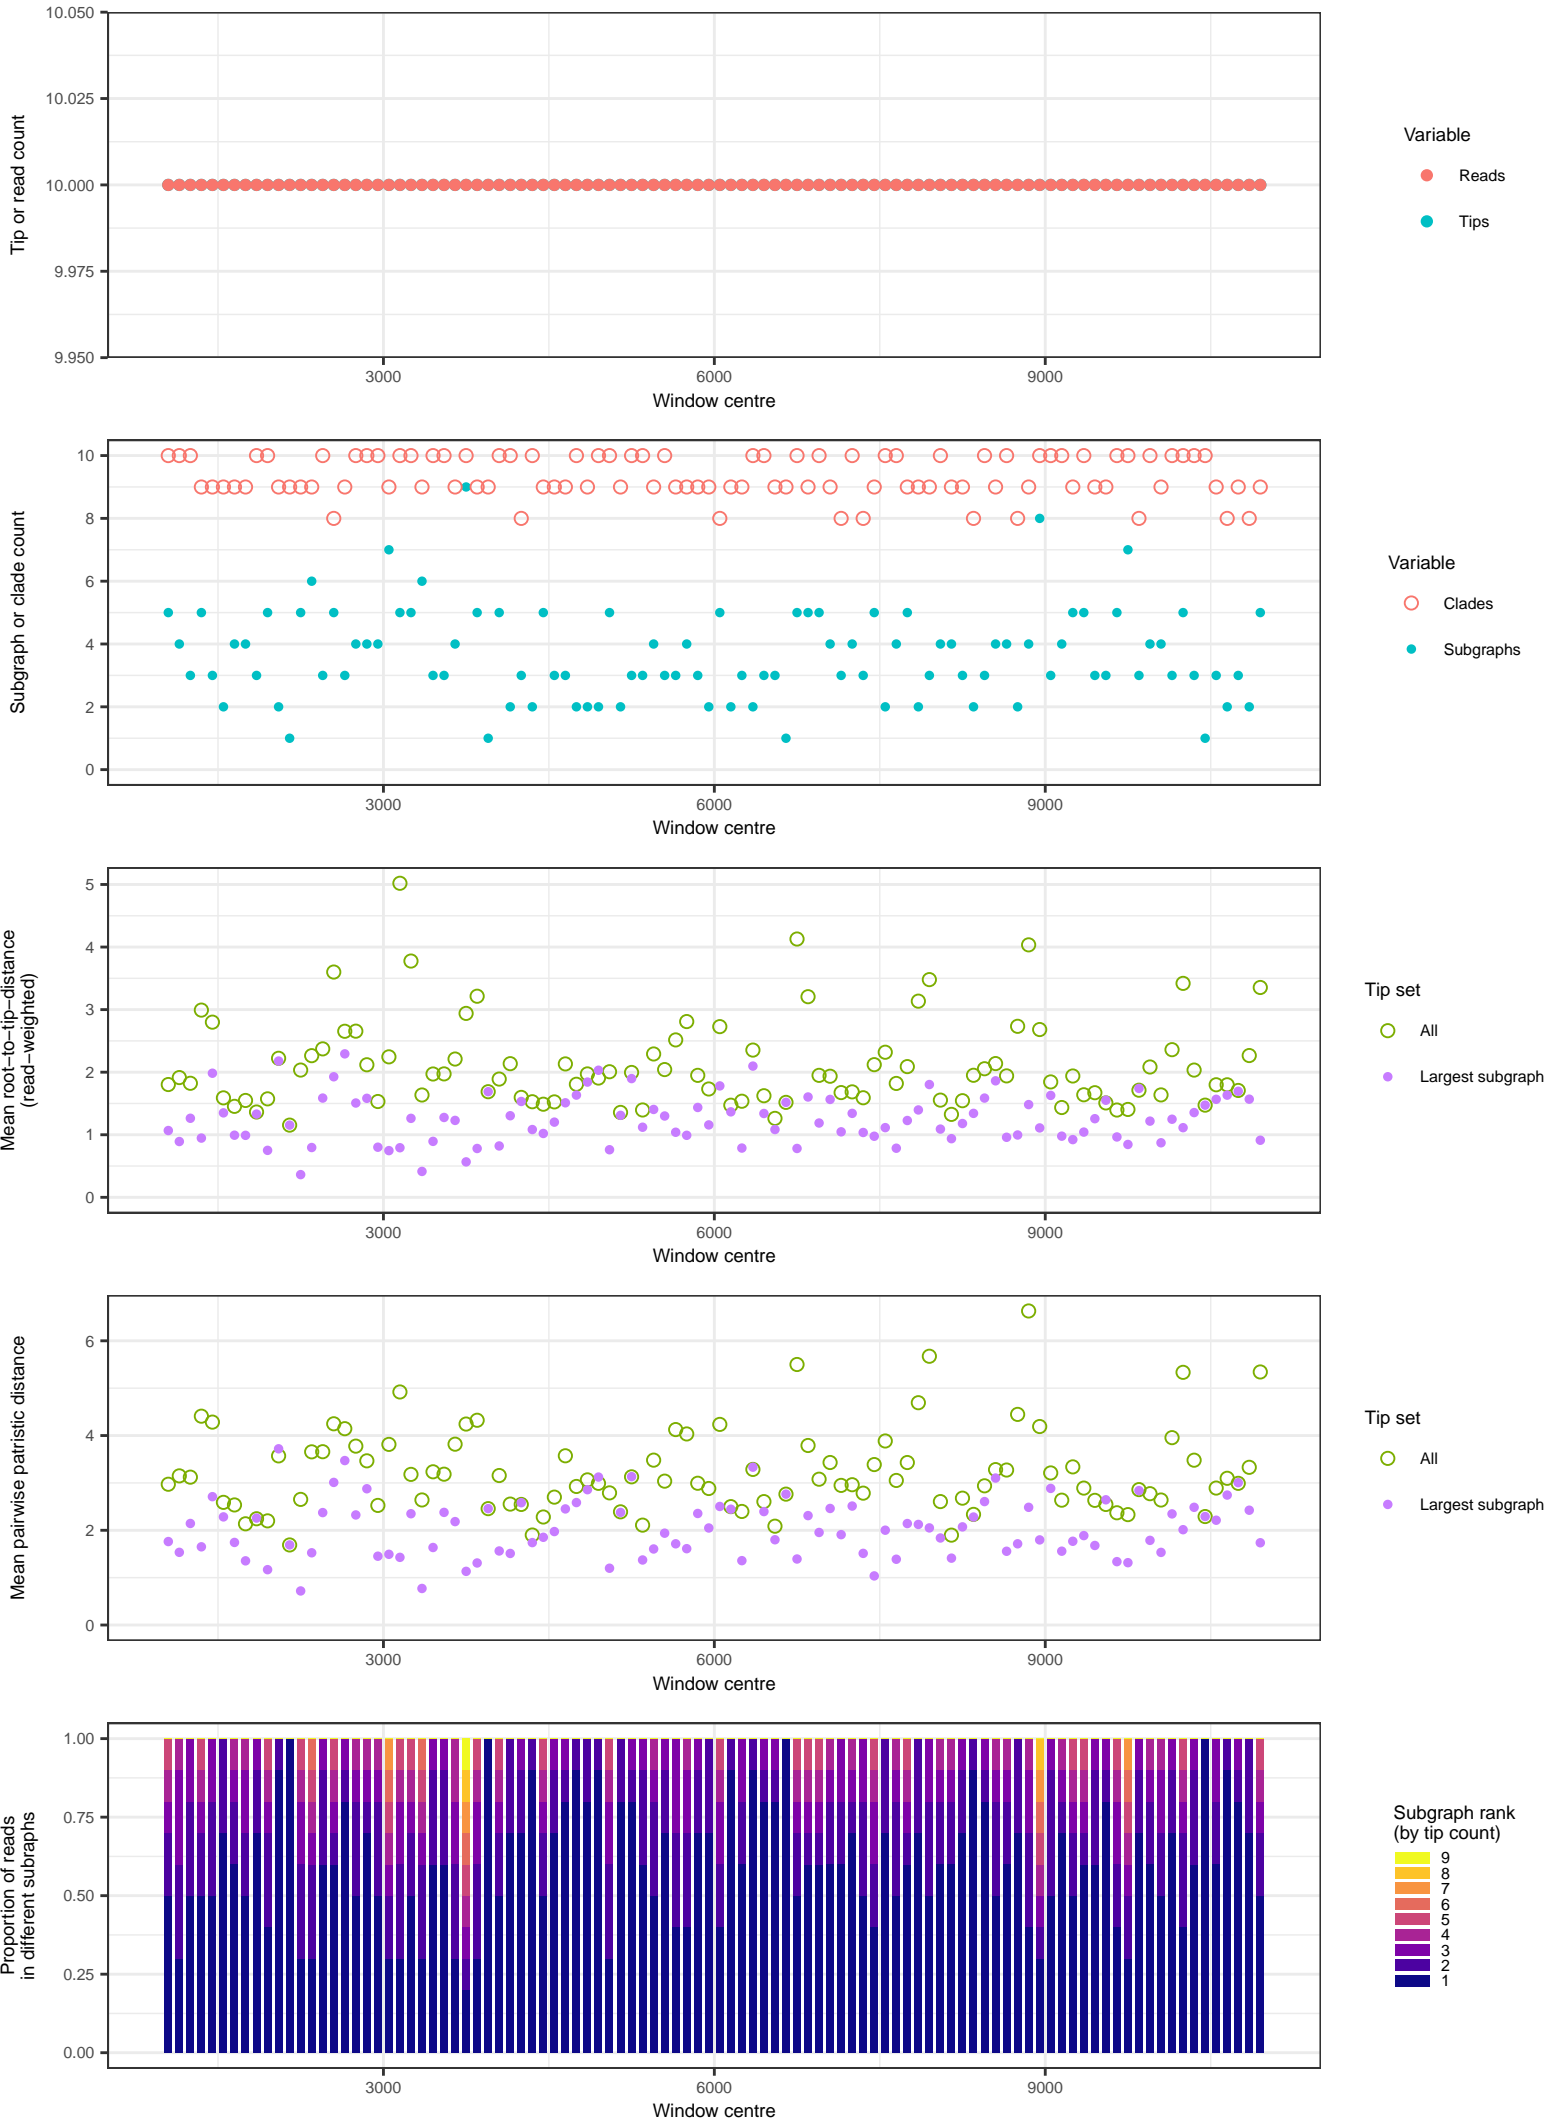 10.050
10.025
10.000
9.975
9.950
Tip or read count
3000 6000 9000
Window centre
Variable
Reads
Tips
10
8
6
4
2
0
Subgraph or clade count
3000 6000 9000
Window centre
Variable
Clades
Subgraphs
5
4
3
2
1
0
Mean root−to−tip−distance
(read−weighted)
3000 6000 9000
Window centre
Tip set
All
Largest subgraph
6
4
2
0
Mean pairwise patristic distance
3000 6000 9000
Window centre
Tip set
All
Largest subgraph
1.00
0.75
0.50
0.25
0.00
Proportion of reads
in different subraphs
3000 6000 9000
Window centre
Subgraph rank
(by tip count)
9
8
7
6
5
4
3
2
1